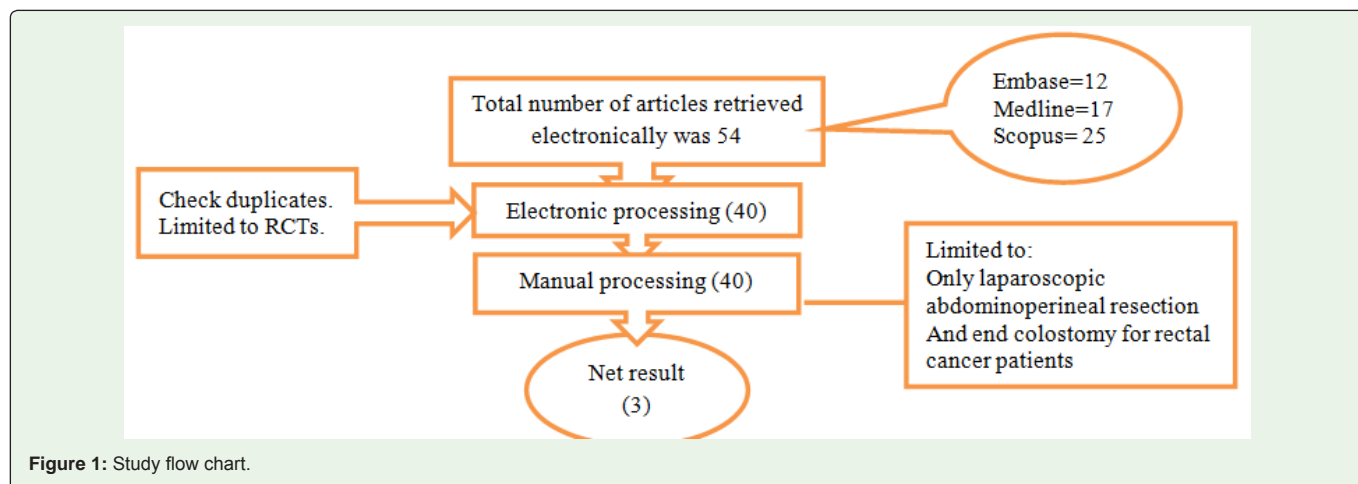 Total number of articles retrieved
electronically was 54
Embase=12
Medline=17
Scopus= 25
Check duplicates.
Limited to RCTs.
Electronic processing (40)
Manual processing (40)
Limited to:
Only laparoscopic
abdominoperineal resection
And end colostomy for rectal
cancer patients
Net result
(3)
Figure 1: Study flow chart.